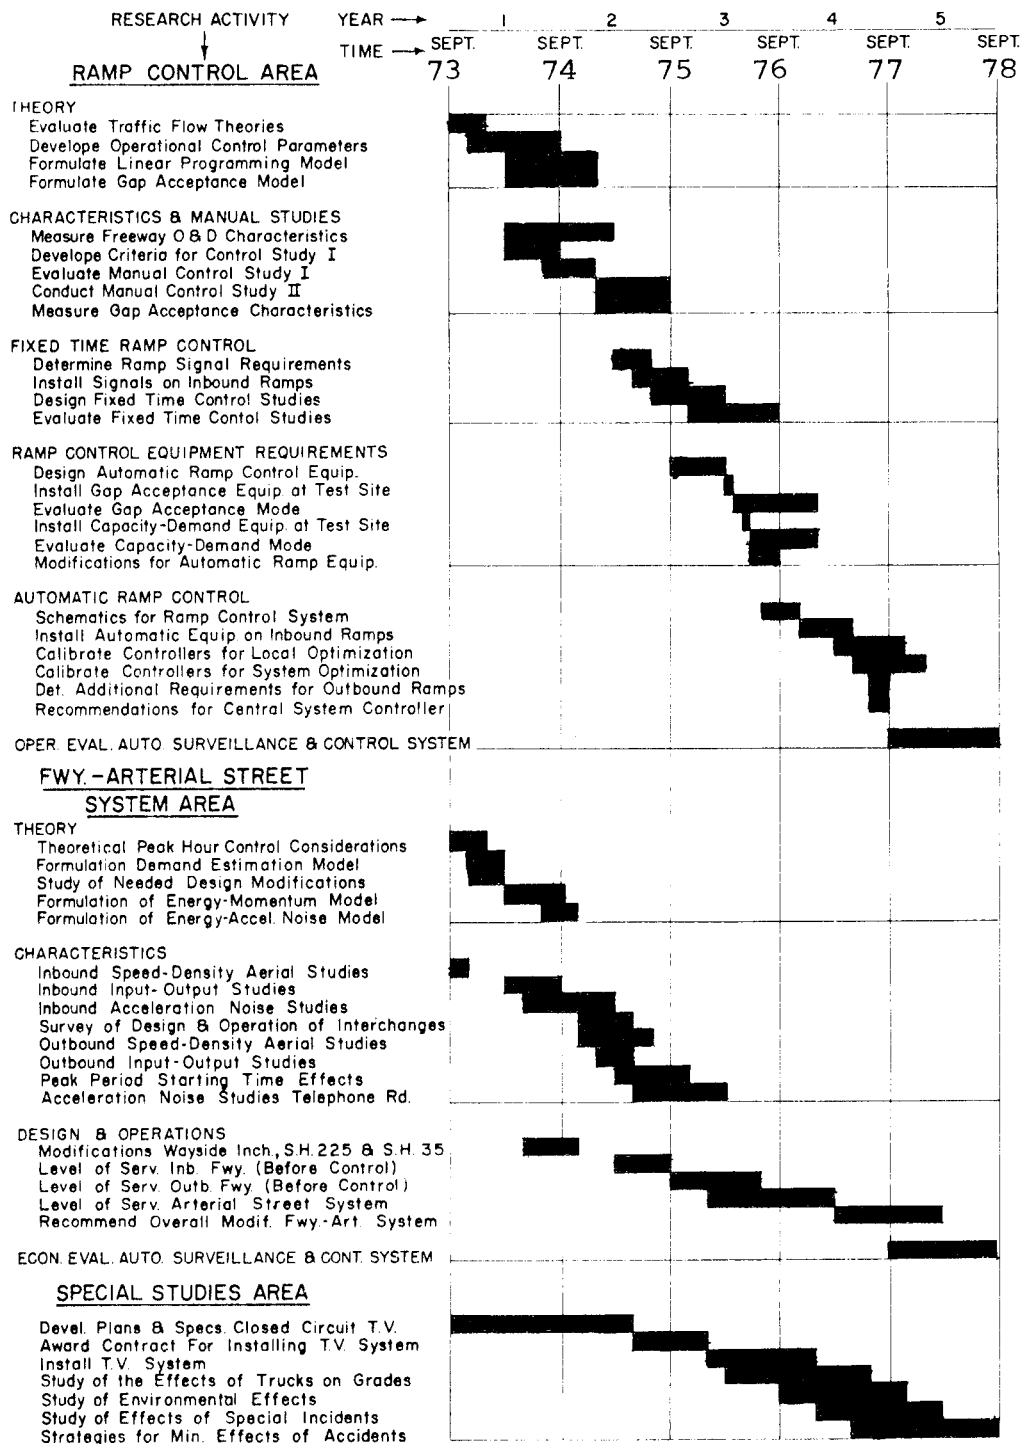 RESEARCH ACTIVITY YEAR 1 2 3 4 5
TIME SEPT. SEPT. SEPT. SEPT. SEPT. SEPT.
RAMP CONTROL AREA 73 74 75 76 77 78
THEORY
Evaluate Traffic Flow Theories
Develope Operational Control Parameters
Formulate Linear Programming Model
Formulate Gap Acceptance Model
CHARACTERISTICS & MANUAL STUDIES
Measure Freeway O & D Characteristics
Develope Criteria for Control Study I
Evaluate Manual Control Study I
Conduct Manual Control Study II
Measure Gap Acceptance Characteristics
FIXED TIME RAMP CONTROL
Determine Ramp Signal Requirements
Install Signals on Inbound Ramps
Design Fixed Time Control Studies
Evaluate Fixed Time Contol Studies
RAMP CONTROL EQUIPMENT REQUIREMENTS
Design Automatic Ramp Control Equip.
Install Gap Acceptance Equip. at Test Site
Evaluate Gap Acceptance Mode
Install Capacity-Demand Equip. at Test Site
Evaluate Capacity-Demand Mode
Modifications for Automatic Ramp Equip.
AUTOMATIC RAMP CONTROL
Schematics for Ramp Control System
Install Automatic Equip on Inbound Ramps
Calibrate Controllers for Local Optimization
Calibrate Controllers for System Optimization
Det. Additional Requirements for Outbound Ramps
Recommendations for Central System Controller
OPER. EVAL. AUTO. SURVEILLANCE & CONTROL SYSTEM
FWY.-ARTERIAL STREET
SYSTEM AREA
THEORY
Theoretical Peak Hour Control Considerations
Formulation Demand Estimation Model
Study of Needed Design Modifications
Formulation of Energy-Momentum Model
Formulation of Energy-Accel. Noise Model
CHARACTERISTICS
Inbound Speed-Density Aerial Studies
Inbound Input-Output Studies
Inbound Acceleration Noise Studies
Survey of Design & Operation of Interchanges
Outbound Speed-Density Aerial Studies
Outbound Input-Output Studies
Peak Period Starting Time Effects
Acceleration Noise Studies Telephone Rd.
DESIGN & OPERATIONS
Modifications Wayside Inch., S.H. 225 & S.H. 35
Level of Serv. Inb. Fwy. (Before Control)
Level of Serv. Outb. Fwy. (Before Control)
Level of Serv. Arterial Street System
Recommend Overall Modif. Fwy.-Art. System
ECON. EVAL. AUTO. SURVEILLANCE & CONT. SYSTEM
SPECIAL STUDIES AREA
Devel. Plans & Specs. Closed Circuit T.V.
Award Contract For Installing T.V. System
Install T.V. System
Study of the Effects of Trucks on Grades
Study of Environmental Effects
Study of Effects of Special Incidents
Strategies for Min. Effects of Accidents